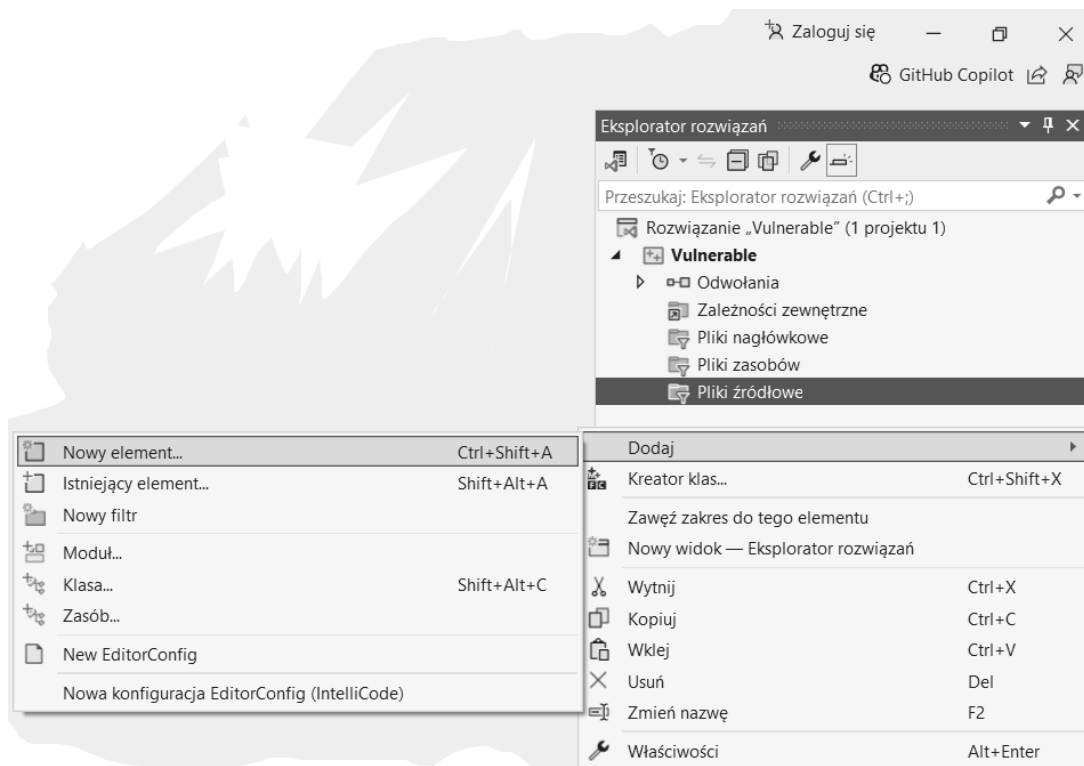 Zaloguj się
GitHub Copilot
Eksplorator rozwiązań
Przeszukaj: Eksplorator rozwiązań (Ctrl+;)
Rozwiązanie „Vulnerable” (1 projektu 1)
Vulnerable
Odwołania
Zależności zewnętrzne
Pliki nagłówkowe
Pliki zasobów
Pliki źródłowe
Nowy element... Ctrl+Shift+A
Istniejący element... Shift+Alt+A
Nowy filtr
Moduł...
Klasa... Shift+Alt+C
Zasób...
New EditorConfig
Nowa konfiguracja EditorConfig (IntelliCode)
Dodaj
Kreator klas... Ctrl+Shift+X
Zawęź zakres do tego elementu
Nowy widok — Eksplorator rozwiązań
Wytnij Ctrl+X
Kopiuj Ctrl+C
Wklej Ctrl+V
Usuń Del
Zmień nazwę F2
Właściwości Alt+Enter